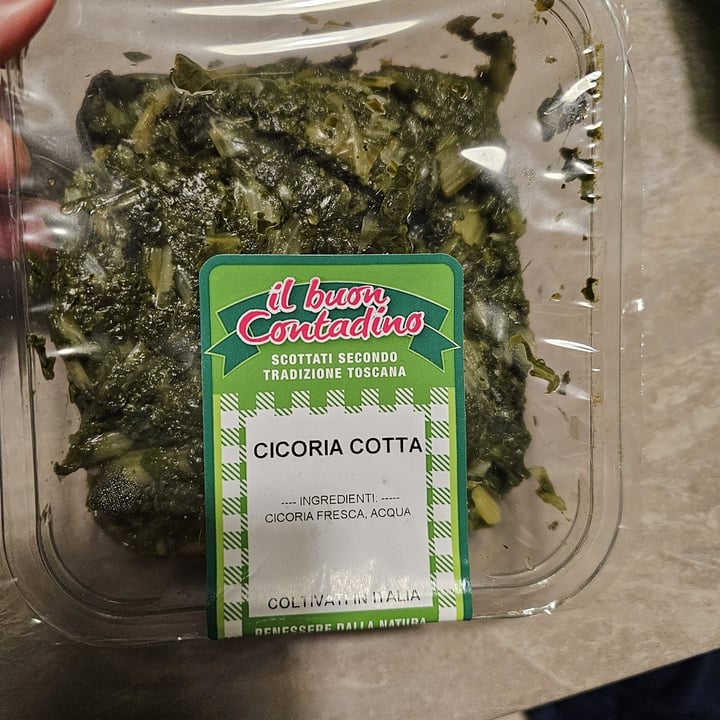 il buon
Contadino
SCOTTATI SECONDO
TRADIZIONE TOSCANA
CICORIA COTTA
---- INGREDIENTI: -----
CICORIA FRESCA, ACQUA
COLTIVATI IN ITALIA
BENESSERE DALLA NATURA